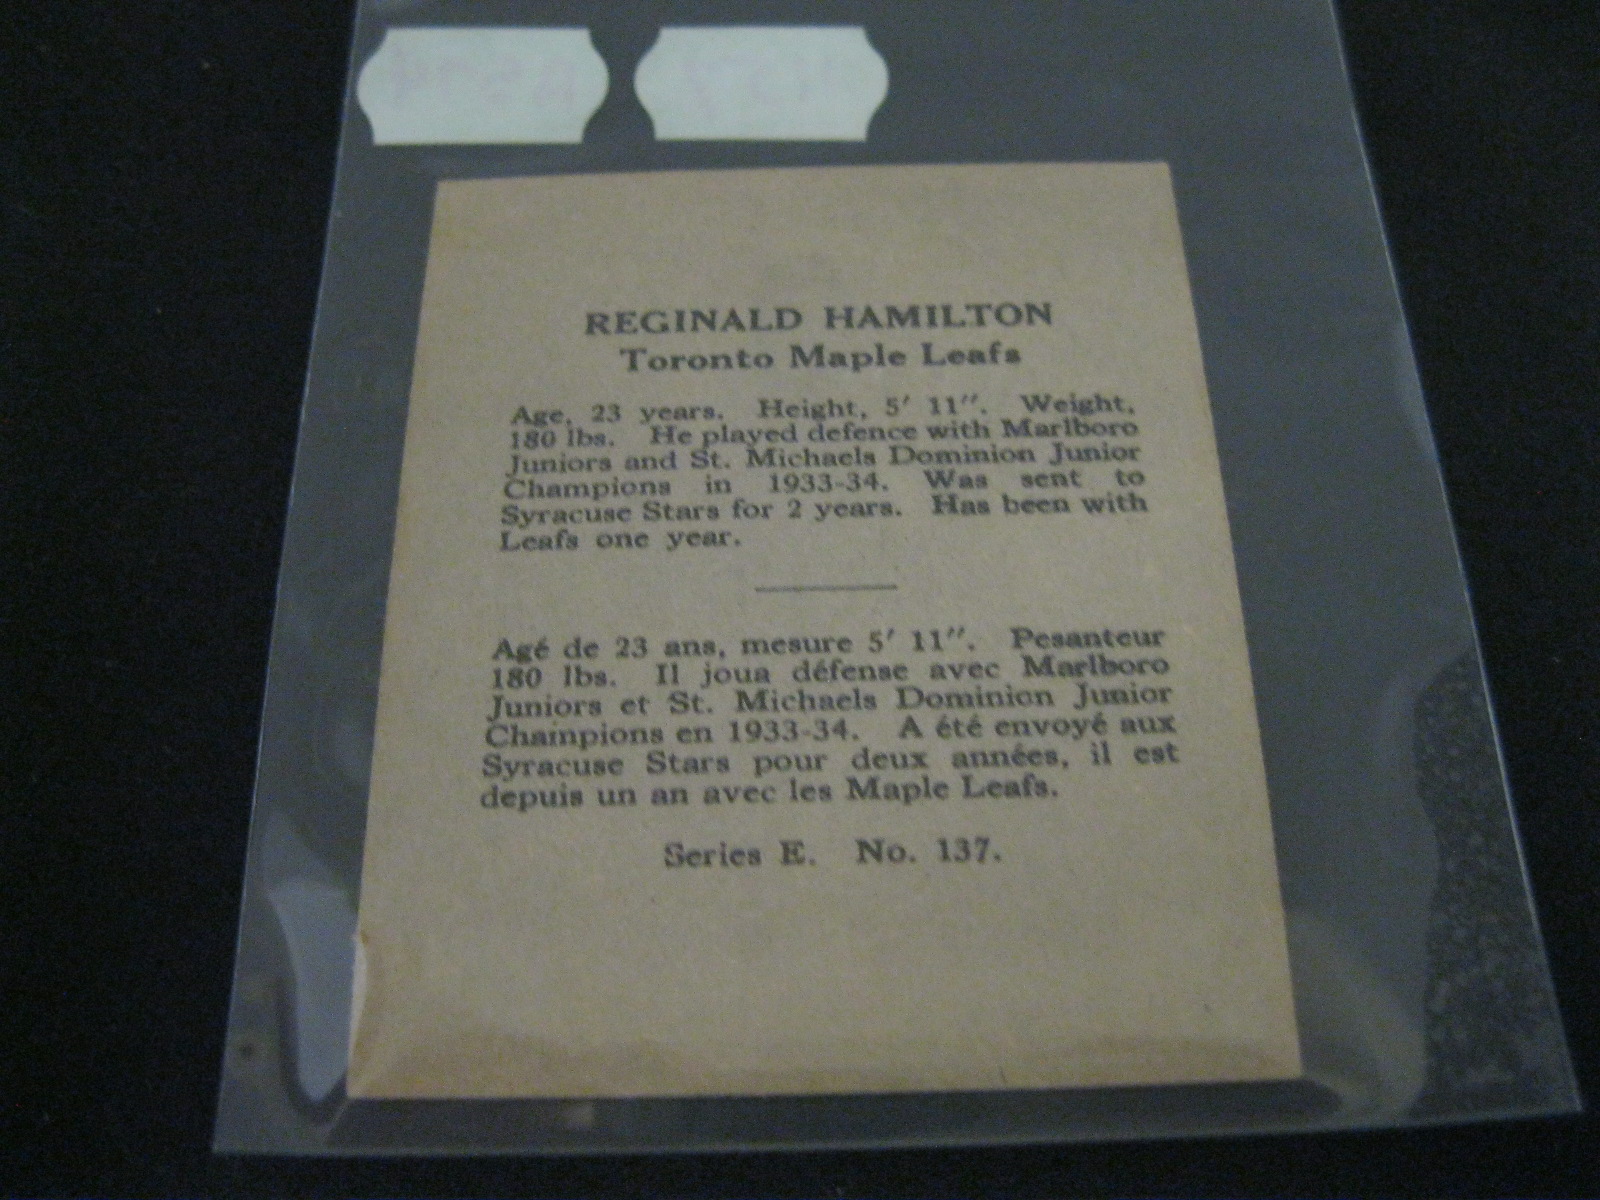 REGINALD HAMILTON
Toronto Maple Leafs
Age, 23 years. Height, 5' 11". Weight,
180 lbs. He played defence with Marlboro
Juniors and St. Michaels Dominion Junior
Champions in 1933-34. Was sent to
Syracuse Stars for 2 years. Has been with
Leafs one year.
Agé de 23 ans, mesure 5' 11". Pesanteur
180 lbs. Il joua défense avec Marlboro
Juniors et St. Michaels Dominion Junior
Champions en 1933-34. A été envoyé aux
Syracuse Stars pour deux années, il est
depuis un an avec les Maple Leafs.
Series E. No. 137.